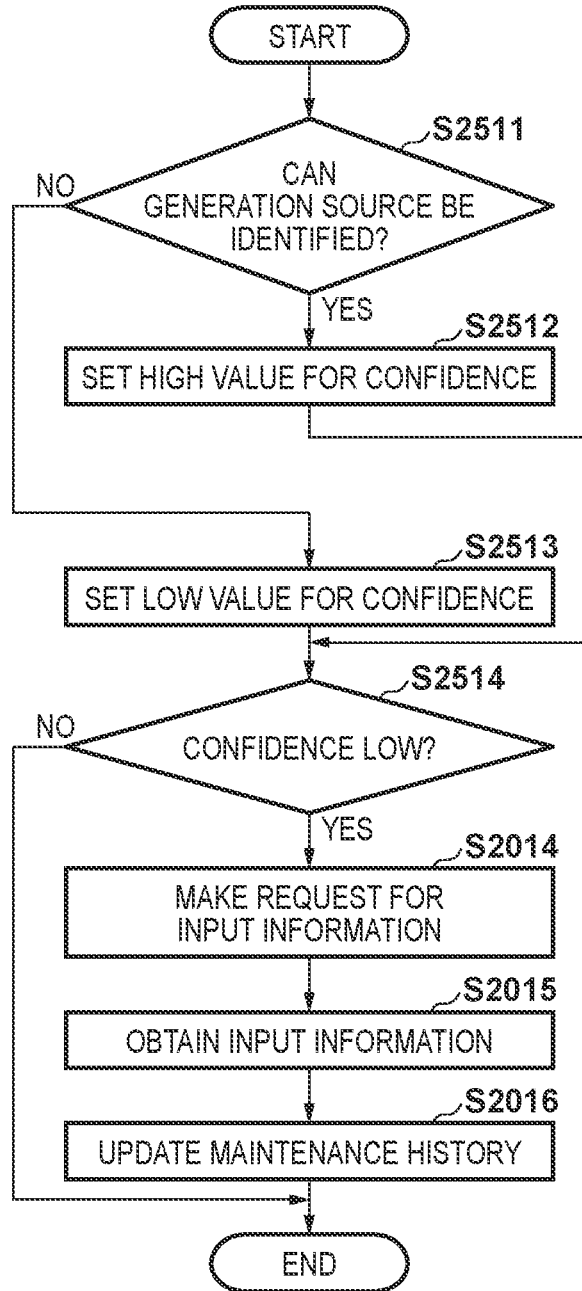 START
S2511
NO
CAN
GENERATION SOURCE BE
IDENTIFIED?
YES
S2512
SET HIGH VALUE FOR CONFIDENCE
S2513
SET LOW VALUE FOR CONFIDENCE
S2514
NO
CONFIDENCE LOW?
YES
S2014
MAKE REQUEST FOR
INPUT INFORMATION
S2015
OBTAIN INPUT INFORMATION
S2016
UPDATE MAINTENANCE HISTORY
END